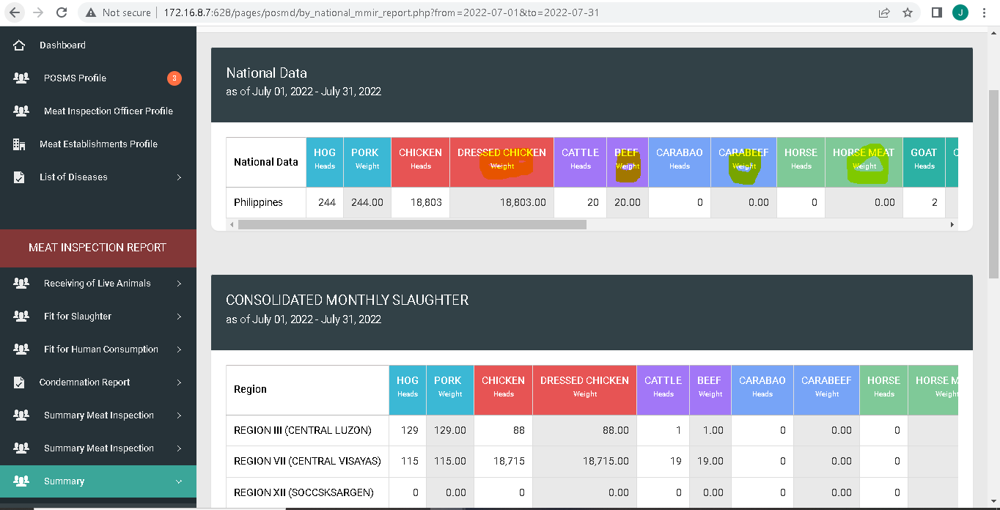 Not secure | 172.16.8.7:628/pages/posmd/by_national_mmir_report.php?from=2022-07-01&to=2022-07-31
J
Dashboard
POSMS Profile 3
Meat Inspection Officer Profile
Meat Establishments Profile
List of Diseases
MEAT INSPECTION REPORT
Receiving of Live Animals
Fit for Slaughter
Fit for Human Consumption
Condemnation Report
Summary Meat Inspection
Summary Meat Inspection
Summary
National Data
as of July 01, 2022 - July 31, 2022
National Data HOG PORK CHICKEN DRESSED CHICKEN CATTLE BEEF CARABAO CARABEEF HORSE HORSE MEAT GOAT
Heads Weight Heads Weight Heads Weight Heads Weight Heads Weight Heads
Philippines 244 244.00 18,803 18,803.00 20 20.00 0 0.00 0 0.00 2
CONSOLIDATED MONTHLY SLAUGHTER
as of July 01, 2022 - July 31, 2022
Region HOG PORK CHICKEN DRESSED CHICKEN CATTLE BEEF CARABAO CARABEEF HORSE HORSE M
Heads Weight Heads Weight Heads Weight Heads Weight Heads Weight
REGION III (CENTRAL LUZON) 129 129.00 88 88.00 1 1.00 0 0.00 0
REGION VII (CENTRAL VISAYAS) 115 115.00 18,715 18,715.00 19 19.00 0 0.00 0
REGION XII (SOCCSKSARGEN) 0 0.00 0 0.00 0 0.00 0 0.00 0